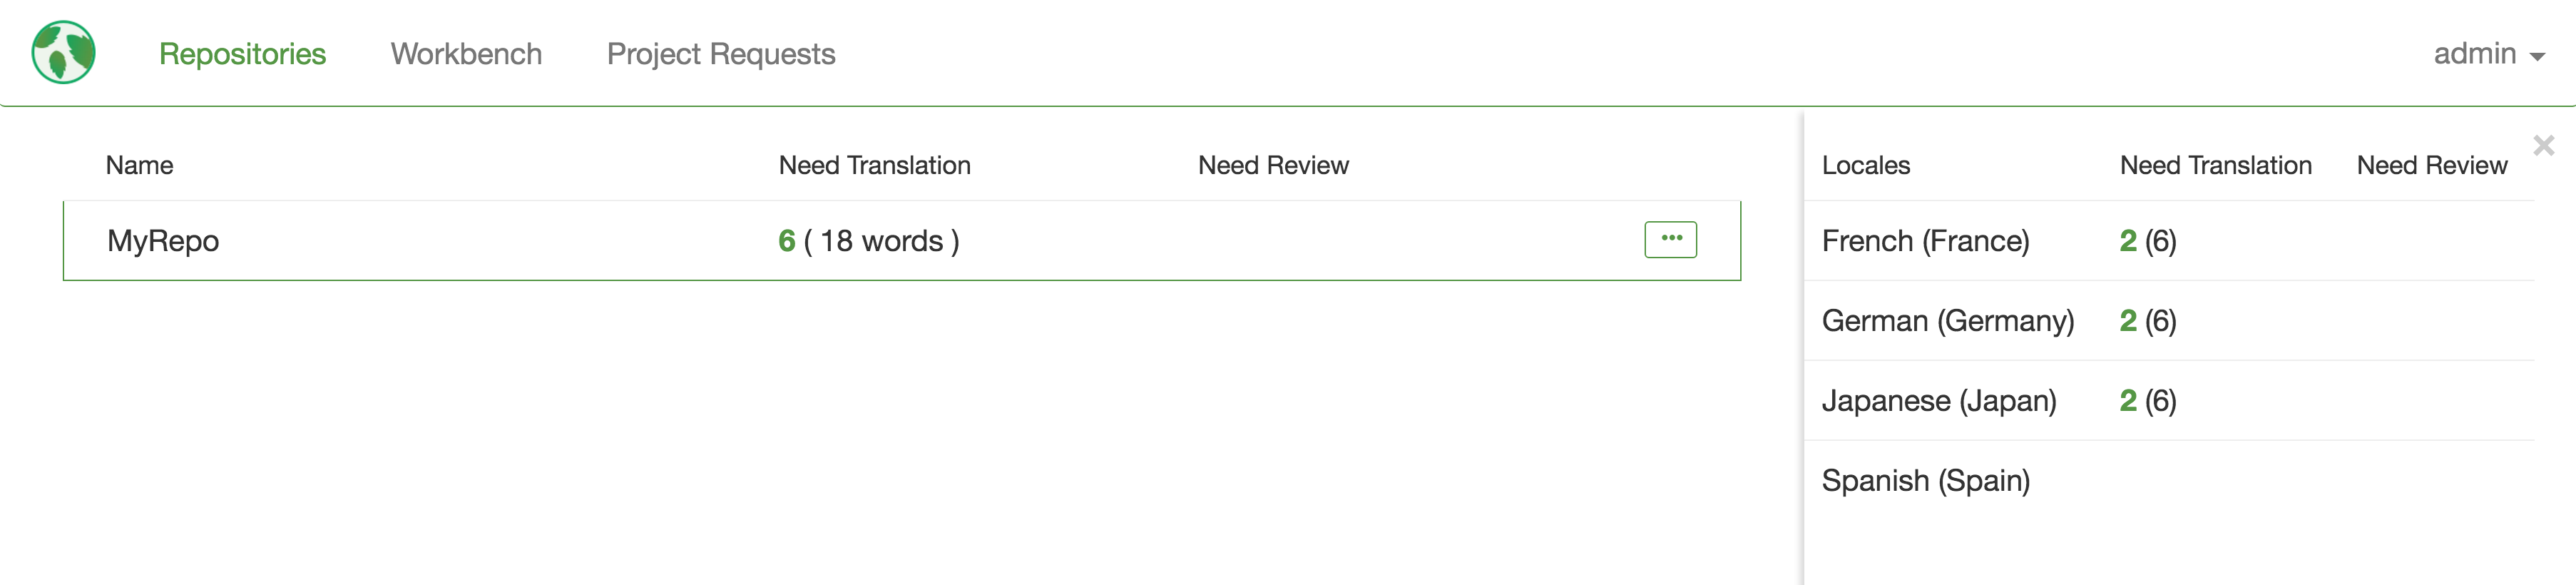 Repositories Workbench Project Requests admin
Name Need Translation Need Review
MyRepo 6 ( 18 words ) •••
Locales Need Translation Need Review ×
French (France) 2 (6)
German (Germany) 2 (6)
Japanese (Japan) 2 (6)
Spanish (Spain)